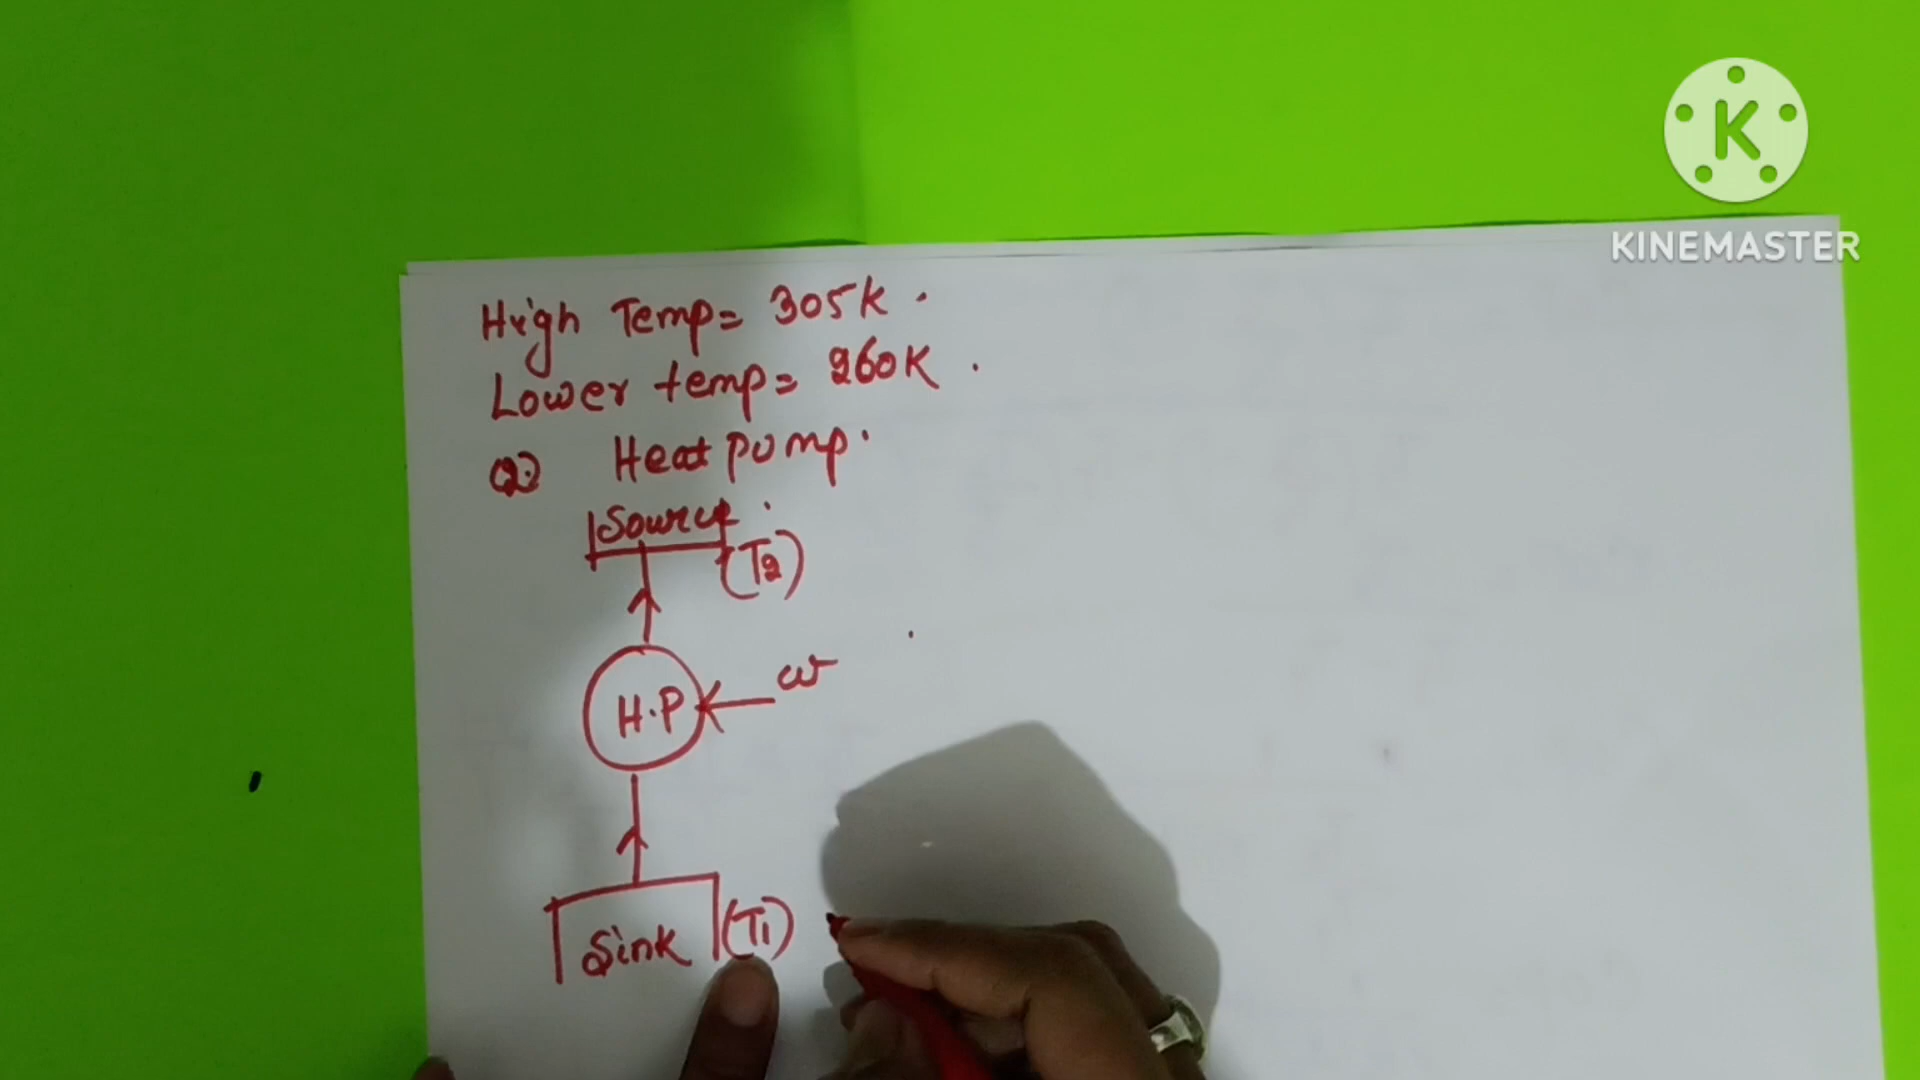 K
KINEMASTER
High Temp= 305K.
Lower temp= 260K.
Q2 Heat pump.
Source.
(T2)
H.P
w
Sink
(T1)